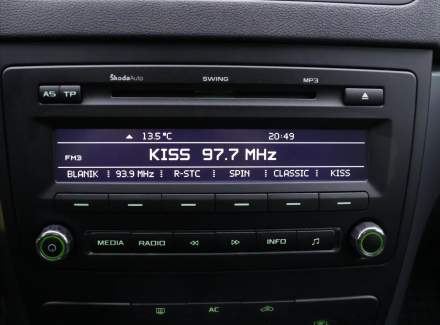 ŠkodaAuto SWING MP3
AS TP
13.5°C 20:49
FM3 KISS 97.7 MHz
BLANIK 93.9 MHz R-STC SPIN CLASSIC KISS
MEDIA RADIO INFO
AC